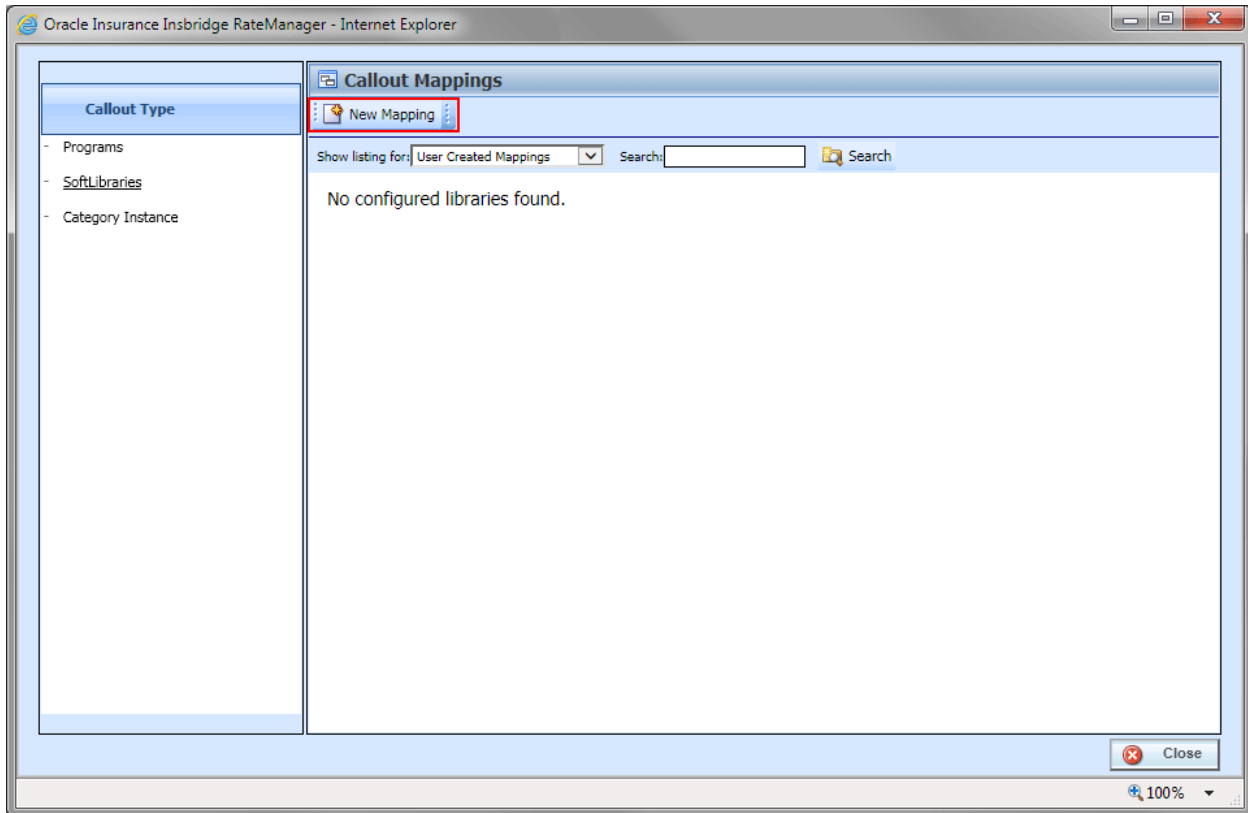 Oracle Insurance Insbridge RateManager - Internet Explorer
Callout Type
- Programs
- SoftLibraries
- Category Instance
Callout Mappings
New Mapping
Show listing for: User Created Mappings Search: Search
No configured libraries found.
Close
100%